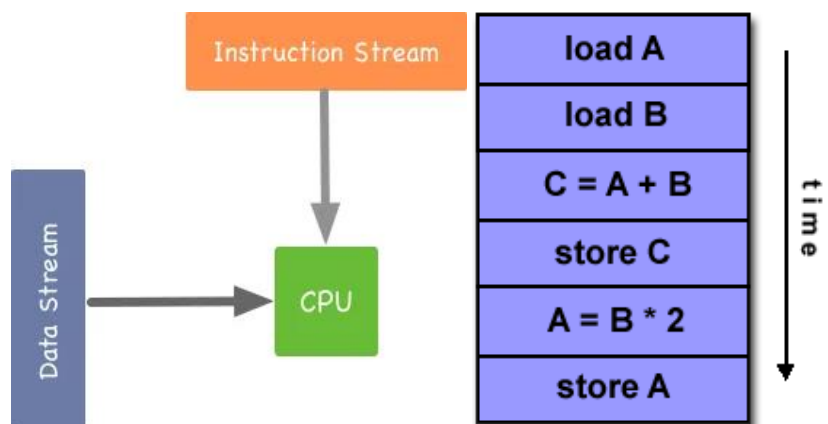 Instruction Stream
Data Stream
CPU
load A
load B
C = A + B
store C
A = B * 2
store A
time